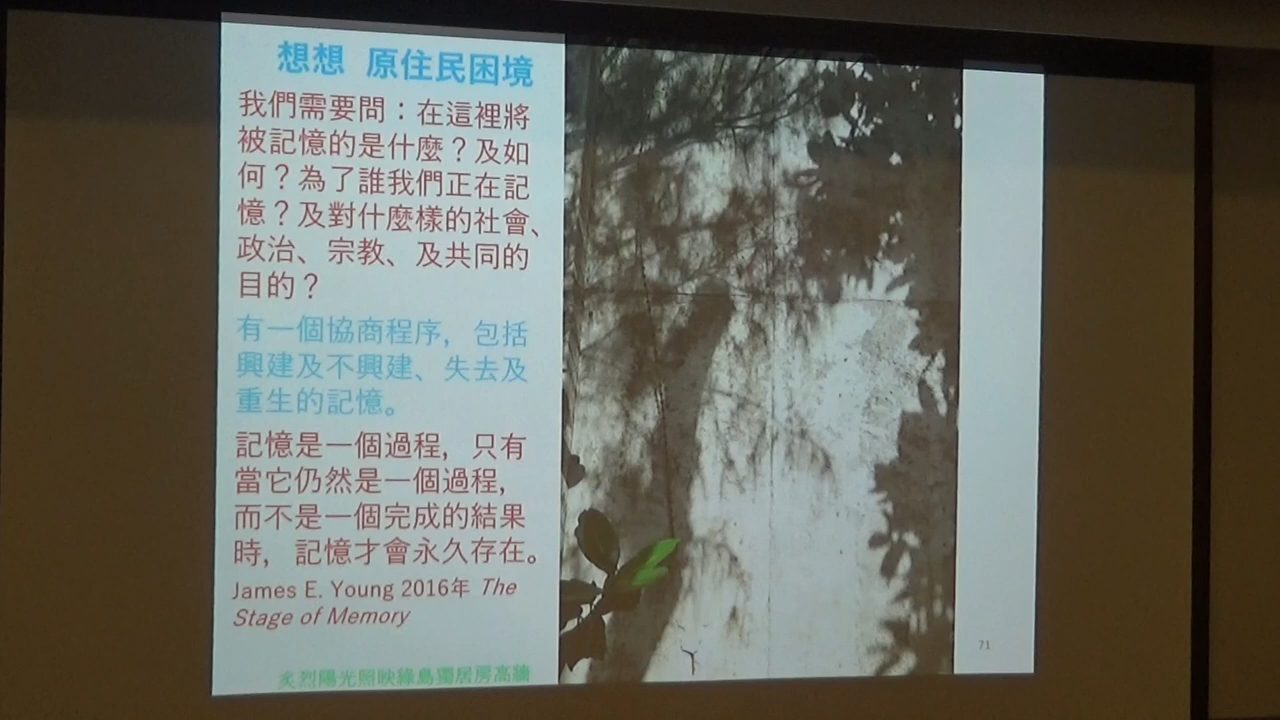 想想 原住民困境
我們需要問：在這裡將
被記憶的是什麼？及如
何？為了誰我們正在記
憶？及對什麼樣的社會、
政治、宗教、及共同的
目的？
有一個協商程序，包括
興建及不興建、失去及
重生的記憶。
記憶是一個過程，只有
當它仍然是一個過程，
而不是一個完成的結果
時，記憶才會永久存在。
James E. Young 2016年 The
Stage of Memory
炙烈陽光照映綠島獨居房高牆
71